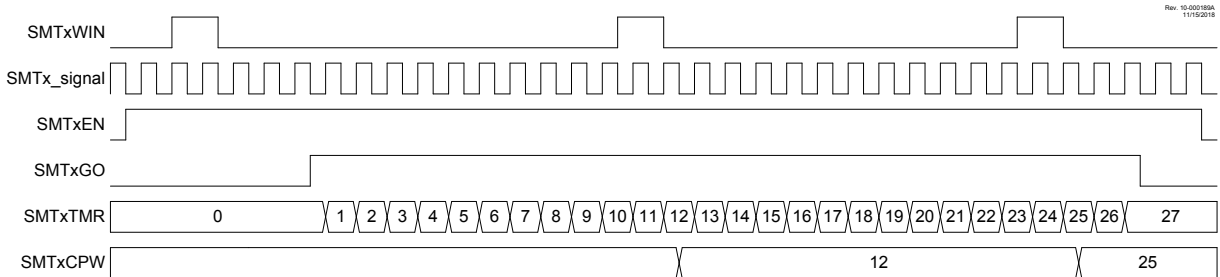 Rev. 10-000189A
11/15/2018
SMTxWIN
SMTx_signal
SMTxEN
SMTxGO
SMTxTMR 0 1 2 3 4 5 6 7 8 9 10 11 12 13 14 15 16 17 18 19 20 21 22 23 24 25 26 27
SMTxCPW 12 25